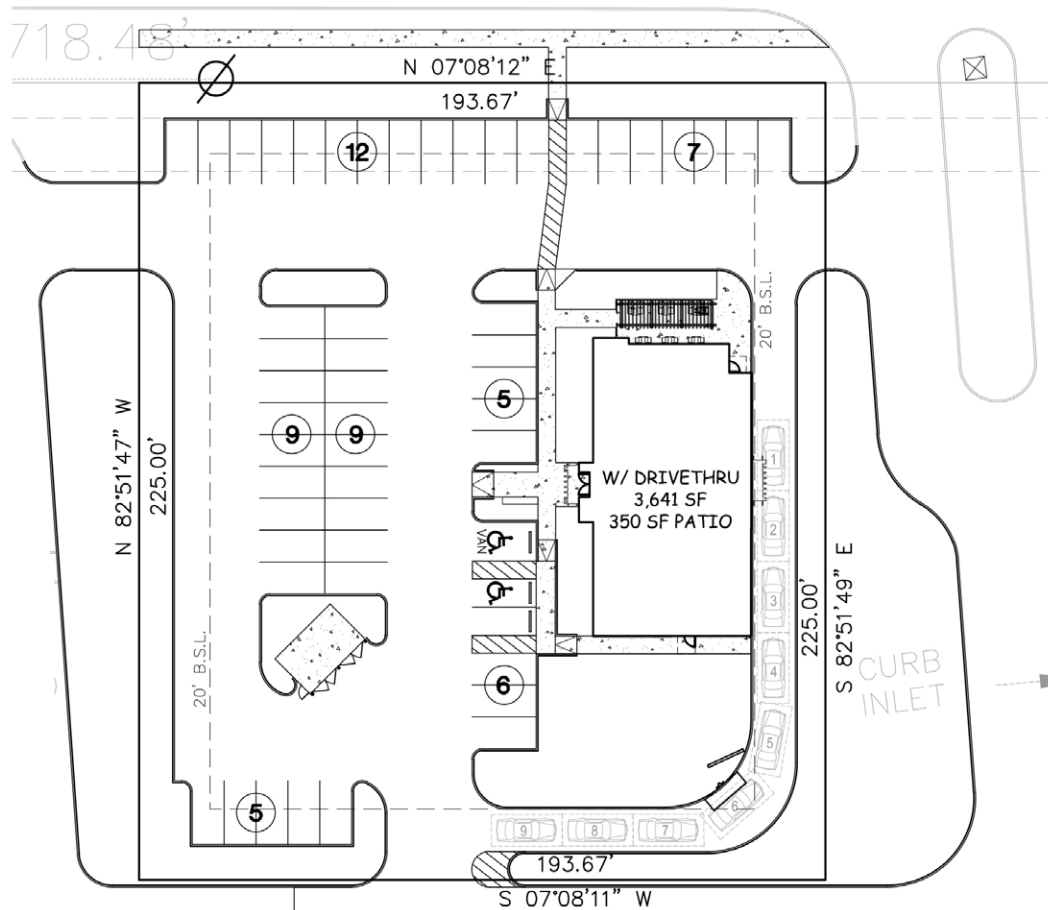 718.48'
N 07°08'12" E
193.67'
12
7
20' B.S.L.
5
9
9
N 82°51'47" W
225.00'
W/ DRIVETHRU
3,641 SF
350 SF PATIO
VAN
1
2
3
4
5
6
7
8
9
S 82°51'49" E
225.00'
CURB
INLET
20' B.S.L.
6
5
193.67'
S 07°08'11" W